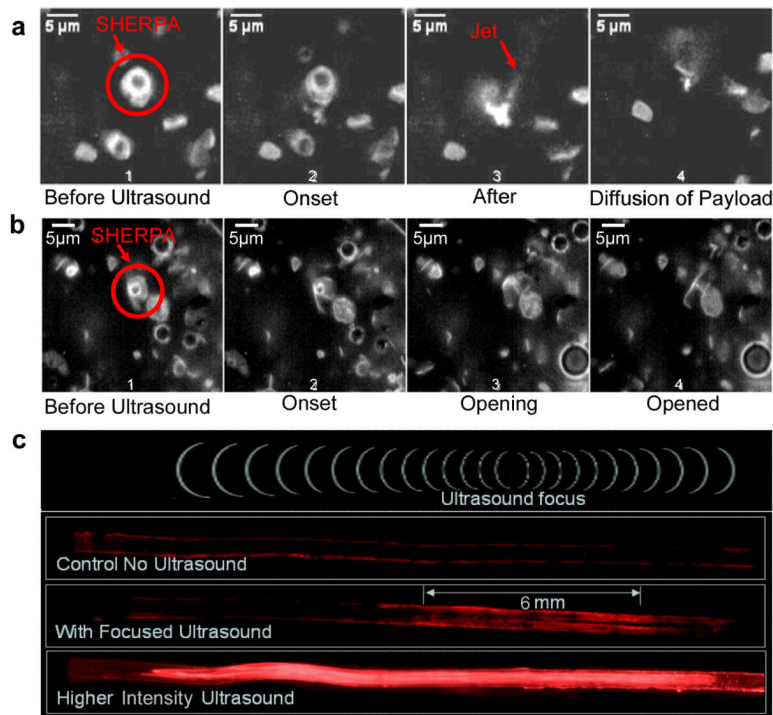 a
5 µm
SHERPA
1
Before Ultrasound
5 µm
2
Onset
5 µm
Jet
3
After
5 µm
4
Diffusion of Payload
b
5µm
SHERPA
1
Before Ultrasound
5µm
2
Onset
5µm
3
Opening
5µm
4
Opened
c
Ultrasound focus
Control No Ultrasound
6 mm
With Focused Ultrasound
Higher Intensity Ultrasound